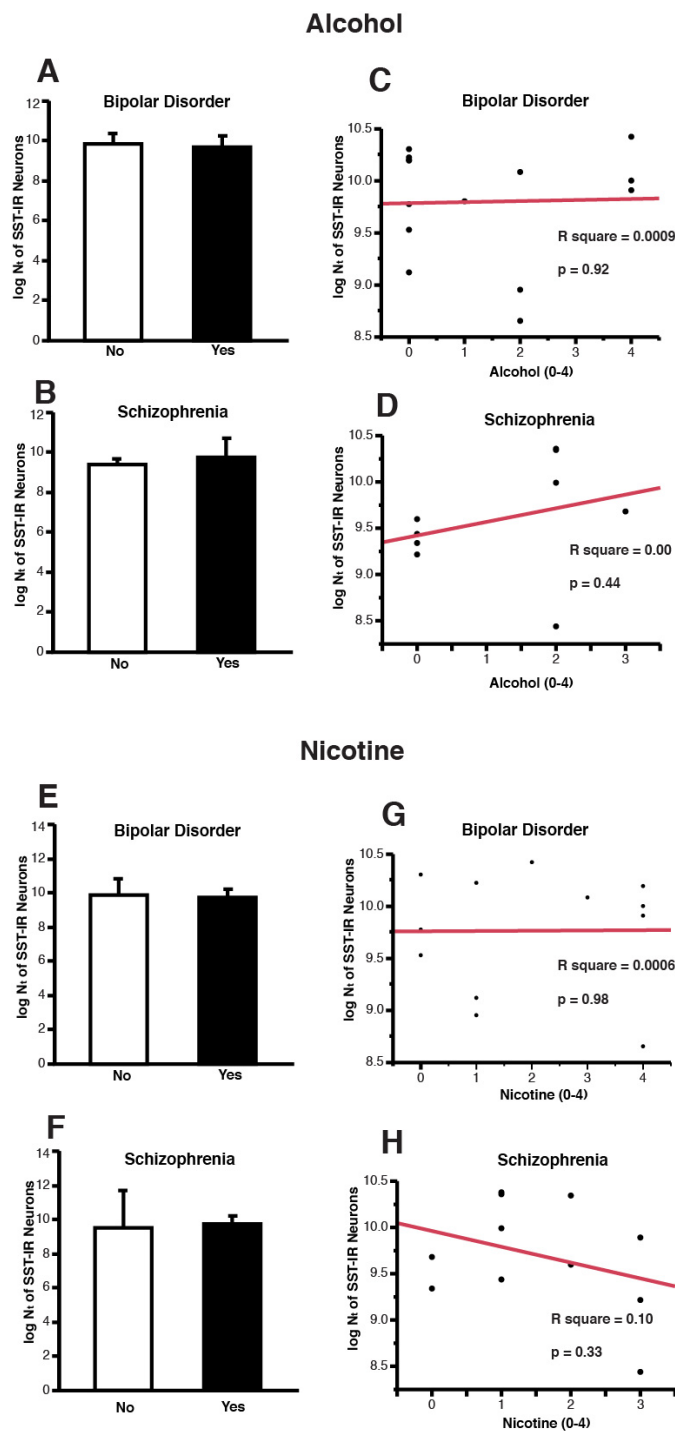 Alcohol
A
Bipolar Disorder
log Nt of SST-IR Neurons
12
10
8
6
4
2
0
No Yes
C
Bipolar Disorder
log Nt of SST-IR Neurons
10.5
10.0
9.5
9.0
8.5
R square = 0.0009
p = 0.92
0 1 2 3 4
Alcohol (0-4)
B
Schizophrenia
log Nt of SST-IR Neurons
12
10
8
6
4
2
0
No Yes
D
Schizophrenia
log Nt of SST-IR Neurons
10.5
10.0
9.5
9.0
8.5
R square = 0.00
p = 0.44
0 1 2 3
Alcohol (0-4)
Nicotine
E
Bipolar Disorder
log Nt of SST-IR Neurons
14
12
10
8
6
4
2
0
No Yes
G
Bipolar Disorder
log Nt of SST-IR Neurons
10.5
10.0
9.5
9.0
8.5
R square = 0.0006
p = 0.98
0 1 2 3 4
Nicotine (0-4)
F
Schizophrenia
log Nt of SST-IR Neurons
14
12
10
8
6
4
2
0
No Yes
H
Schizophrenia
log Nt of SST-IR Neurons
10.5
10.0
9.5
9.0
8.5
R square = 0.10
p = 0.33
0 1 2 3
Nicotine (0-4)